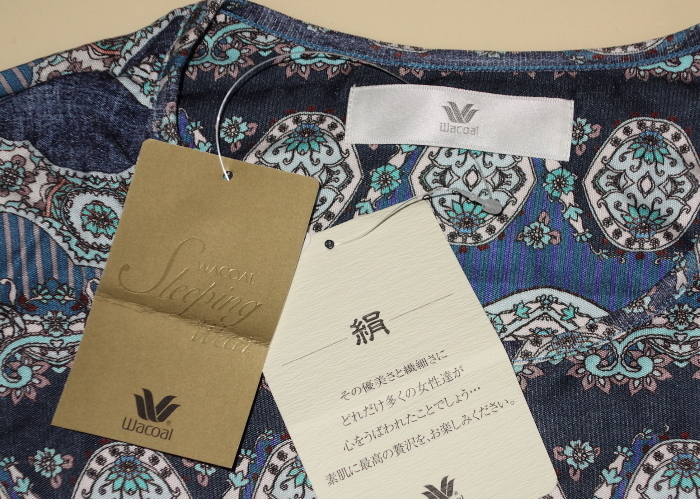 Wacoal
WACOAL
Sleeping
Wear
Wacoal
絹
その優美さと繊細さに
どれだけ多くの女性達が
心をうばわれたことでしょう…
素肌に最高の贅沢を、お楽しみください。